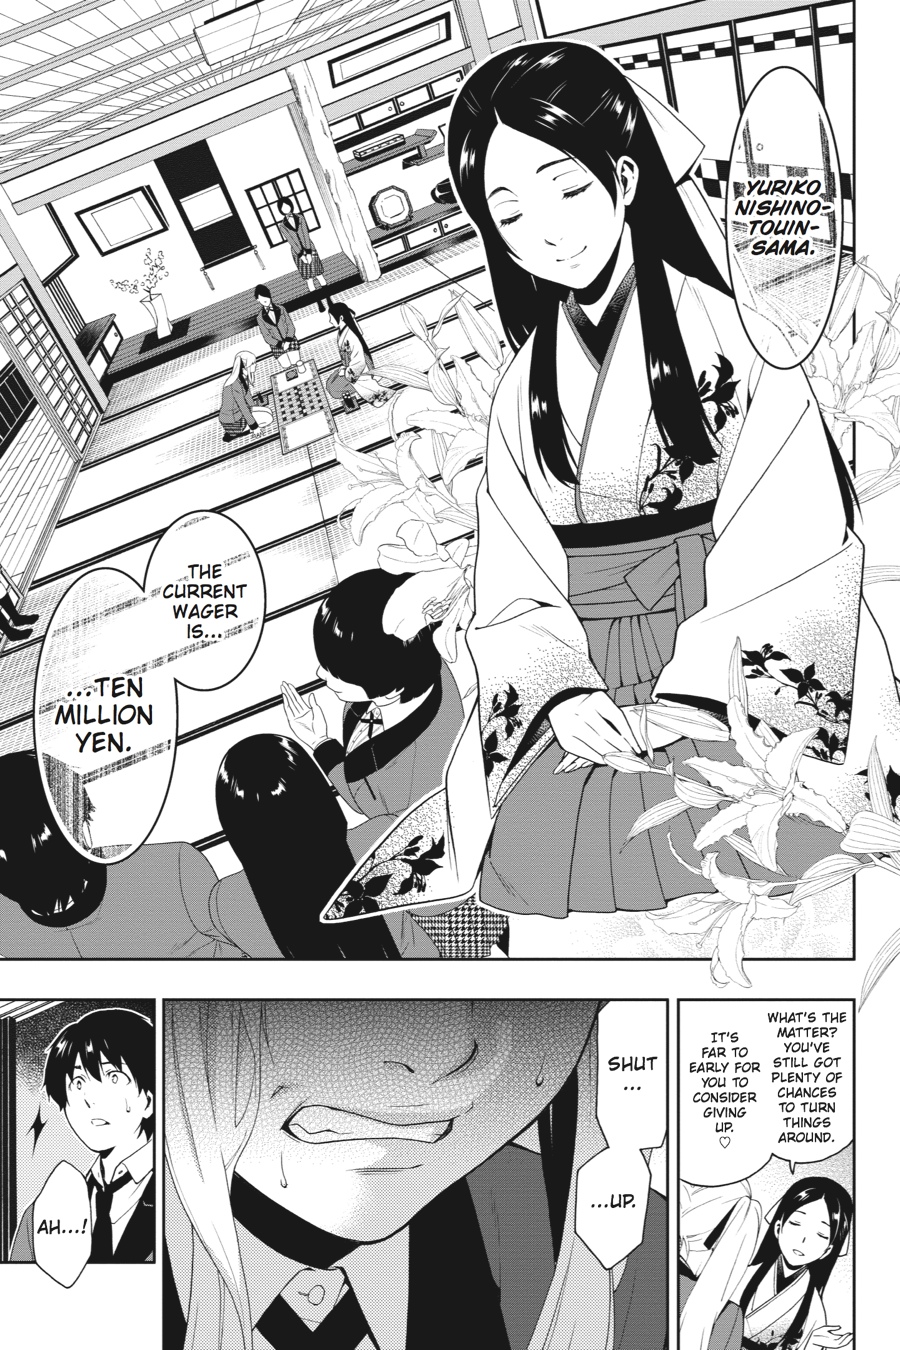 YURIKO
NISHINO-
TOUIN-
SAMA.
THE
CURRENT
WAGER
IS...
...TEN
MILLION
YEN.
WHAT'S THE
MATTER?
YOU'VE
STILL GOT
PLENTY OF
CHANCES
TO TURN
THINGS
AROUND.
IT'S
FAR TO
EARLY FOR
YOU TO
CONSIDER
GIVING
UP.
♡
SHUT
...
...UP.
AH...!